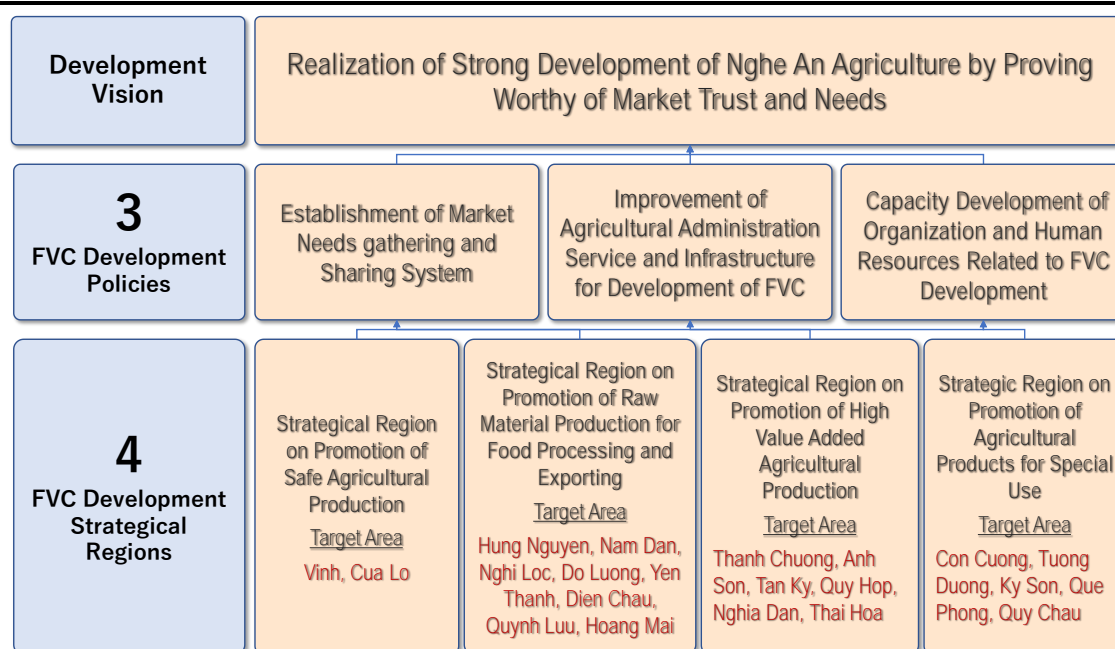 Development
Vision
Realization of Strong Development of Nghe An Agriculture by Proving
Worthy of Market Trust and Needs
3
FVC Development
Policies
Establishment of Market
Needs gathering and
Sharing System
Improvement of
Agricultural Administration
Service and Infrastructure
for Development of FVC
Capacity Development of
Organization and Human
Resources Related to FVC
Development
4
FVC Development
Strategical
Regions
Strategical Region
on Promotion of
Safe Agricultural
Production
Target Area
Vinh, Cua Lo
Strategical Region on
Promotion of Raw
Material Production for
Food Processing and
Exporting
Target Area
Hung Nguyen, Nam Dan,
Nghi Loc, Do Luong, Yen
Thanh, Dien Chau,
Quynh Luu, Hoang Mai
Strategical Region on
Promotion of High
Value Added
Agricultural
Production
Target Area
Thanh Chuong, Anh
Son, Tan Ky, Quy Hop,
Nghia Dan, Thai Hoa
Strategic Region on
Promotion of
Agricultural
Products for Special
Use
Target Area
Con Cuong, Tuong
Duong, Ky Son, Que
Phong, Quy Chau